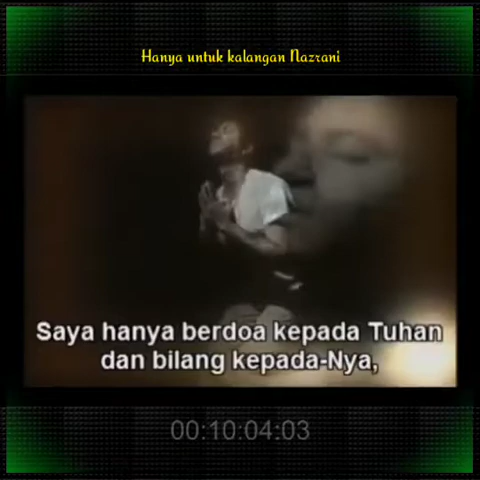 Hanya untuk kalangan Nazrani
Saya hanya berdoa kepada Tuhan
dan bilang kepada-Nya,
00:10:04:03